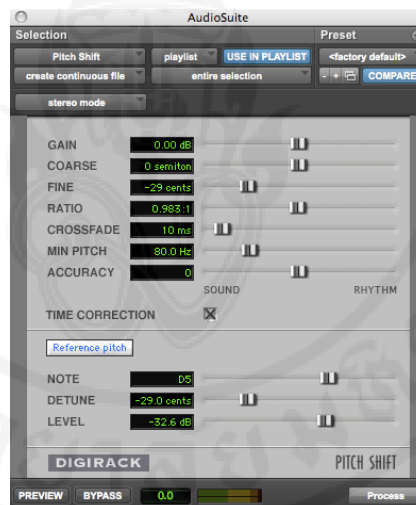 AudioSuite
Selection Preset
Pitch Shift playlist USE IN PLAYLIST <factory default>
create continuous file entire selection - + COMPARE
stereo mode
GAIN 0.00 dB
COARSE 0 semiton
FINE -29 cents
RATIO 0.983:1
CROSSFADE 10 ms
MIN PITCH 80.0 Hz
ACCURACY 0
SOUND RHYTHM
TIME CORRECTION
Reference pitch
NOTE D5
DETUNE -29.0 cents
LEVEL -32.6 dB
DIGIRACK PITCH SHIFT
PREVIEW BYPASS 0.0 Process